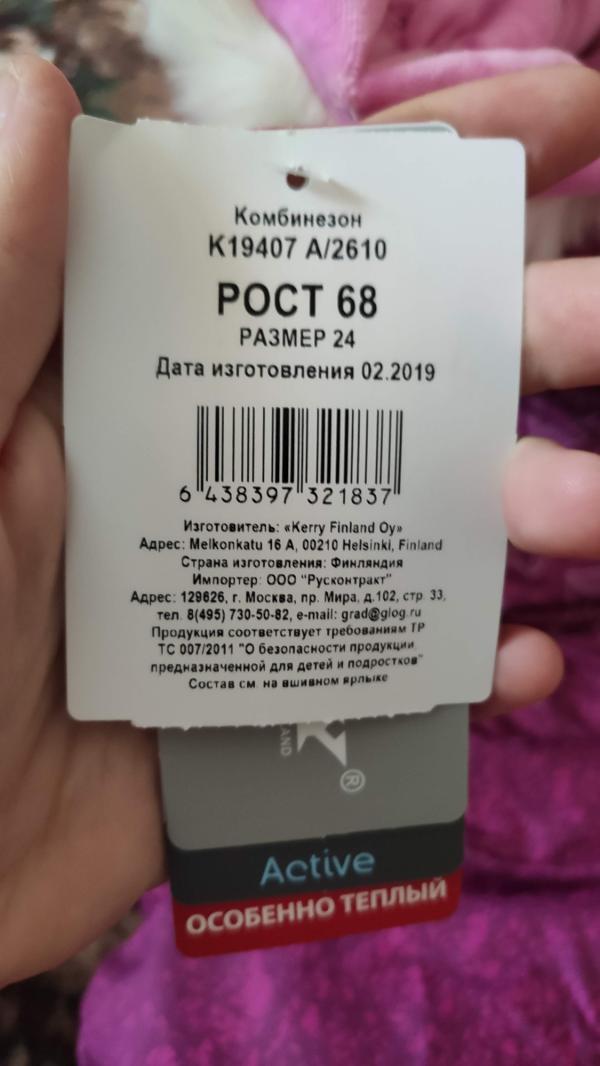 Комбинезон
K19407 A/2610
РОСТ 68
РАЗМЕР 24
Дата изготовления 02.2019
6 438397 321837
Изготовитель: «Kerry Finland Oy»
Адрес: Melkonkatu 16 A, 00210 Helsinki, Finland
Страна изготовления: Финляндия
Импортер: ООО "Русконтракт"
Адрес: 129626, г. Москва, пр. Мира, д.102, стр. 33,
тел. 8(495) 730-50-82, e-mail: grad@glog.ru
Продукция соответствует требованиям ТР
ТС 007/2011 "О безопасности продукции
предназначенной для детей и подростков"
Состав см. на вшивном ярлыке
®
Active
ОСОБЕННО ТЕПЛЫЙ